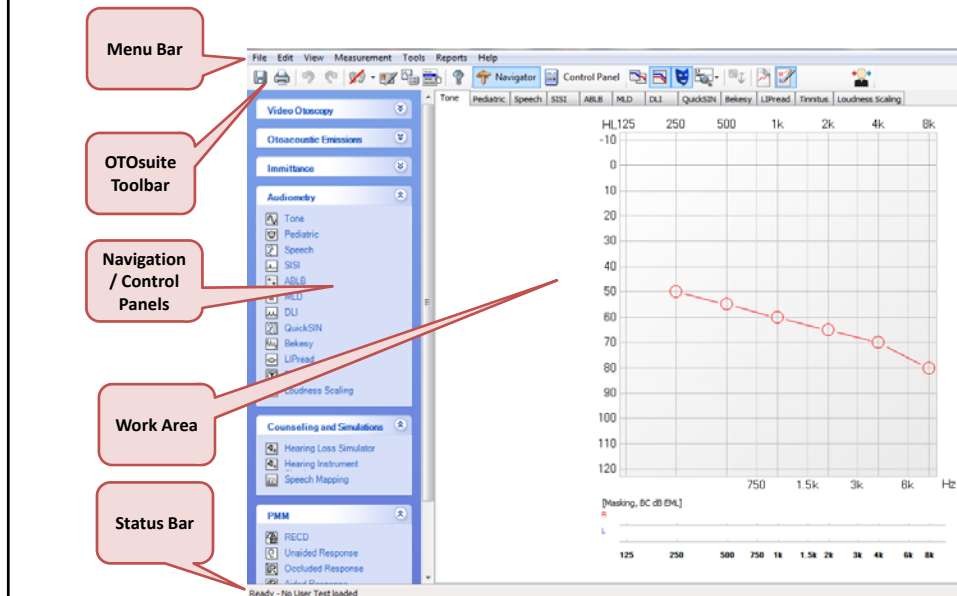 Menu Bar
File Edit View Measurement Tools Reports Help
Navigator Control Panel
OTOsuite
Toolbar
Tone Pediatric Speech SISI ABLB MLD DLI QuickSIN Bekesy LIPread Tinnitus Loudness Scaling
Video Otoscopy
Otoacoustic Emissions
Immittance
Audiometry
Tone
Pediatric
Speech
SISI
ABLB
MLD
DLI
QuickSIN
Bekesy
LIPread
Loudness Scaling
Navigation
/ Control
Panels
Work Area
Counseling and Simulations
Hearing Loss Simulator
Hearing Instrument
Speech Mapping
Status Bar
PMM
RECD
Unaided Response
Occluded Response
Aided Response
Ready - No User Test loaded
HL 125 250 500 1k 2k 4k 8k
-10
0
10
20
30
40
50
60
70
80
90
100
110
120
750 1.5k 3k 6k Hz
[Masking, BC dB EML]
R
L
125 250 500 750 1k 1.5k 2k 3k 4k 6k 8k